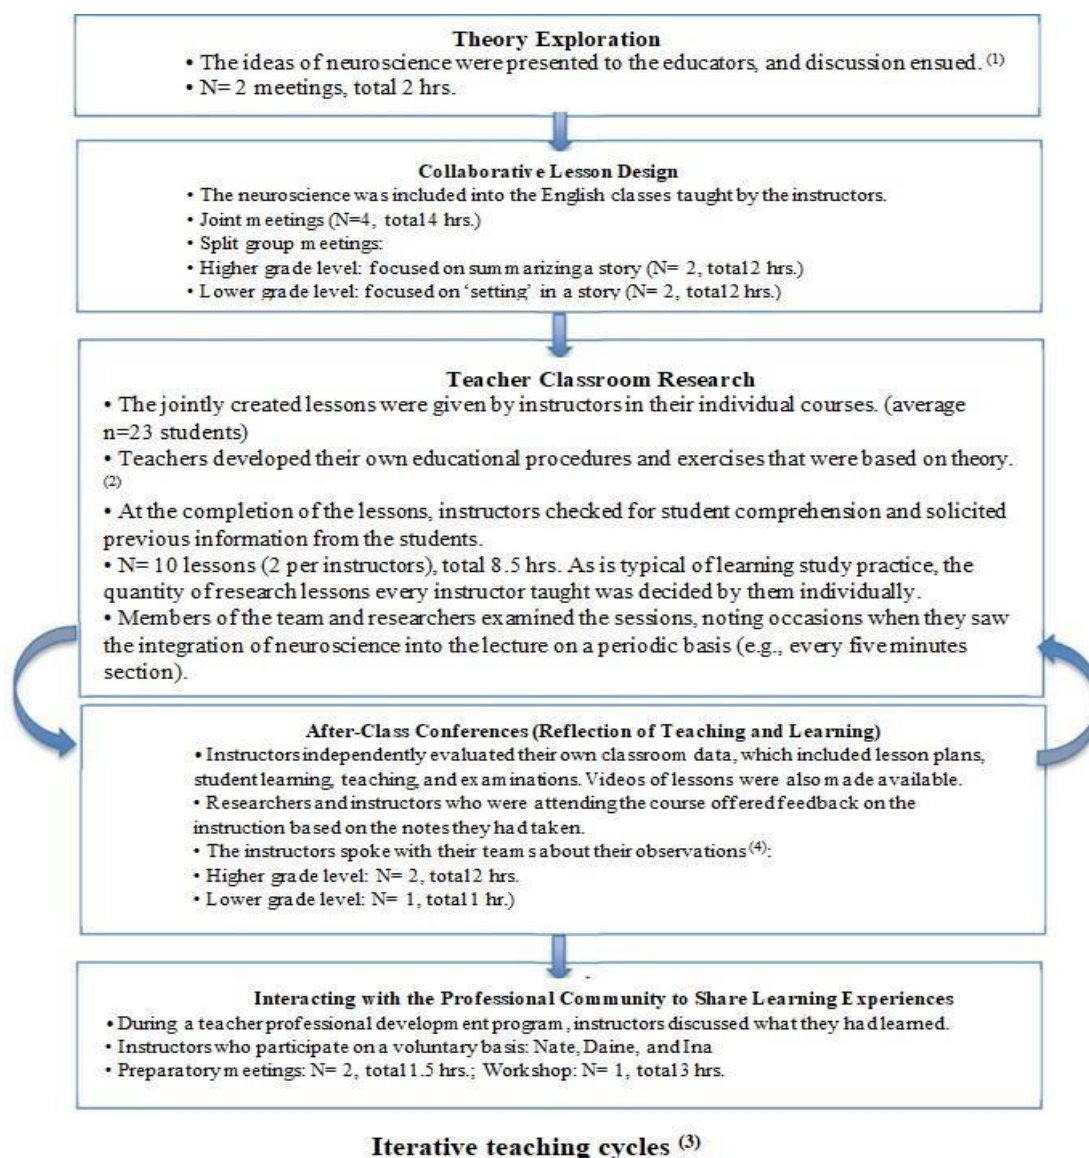 Theory Exploration
• The ideas of neuroscience were presented to the educators, and discussion ensued. (1)
• N= 2 meetings, total 2 hrs.
Collaborative Lesson Design
• The neuroscience was included into the English classes taught by the instructors.
• Joint meetings (N=4, total4 hrs.)
• Split group meetings:
• Higher grade level: focused on summarizing a story (N= 2, total2 hrs.)
• Lower grade level: focused on ‘setting’ in a story (N= 2, total2 hrs.)
Teacher Classroom Research
• The jointly created lessons were given by instructors in their individual courses. (average
n=23 students)
• Teachers developed their own educational procedures and exercises that were based on theory.
(2)
• At the completion of the lessons, instructors checked for student comprehension and solicited
previous information from the students.
• N= 10 lessons (2 per instructors), total 8.5 hrs. As is typical of learning study practice, the
quantity of research lessons every instructor taught was decided by them individually.
• Members of the team and researchers examined the sessions, noting occasions when they saw
the integration of neuroscience into the lecture on a periodic basis (e.g., every five minutes
section).
After-Class Conferences (Reflection of Teaching and Learning)
• Instructors independently evaluated their own classroom data, which included lesson plans,
student learning, teaching, and examinations. Videos of lessons were also made available.
• Researchers and instructors who were attending the course offered feedback on the
instruction based on the notes they had taken.
• The instructors spoke with their teams about their observations (4):
• Higher grade level: N= 2, total2 hrs.
• Lower grade level: N= 1, total1 hr.)
Interacting with the Professional Community to Share Learning Experiences
• During a teacher professional development program, instructors discussed what they had learned.
• Instructors who participate on a voluntary basis: Nate, Daine, and Ina
• Preparatory meetings: N= 2, total1.5 hrs.; Workshop: N= 1, total3 hrs.
Iterative teaching cycles (3)